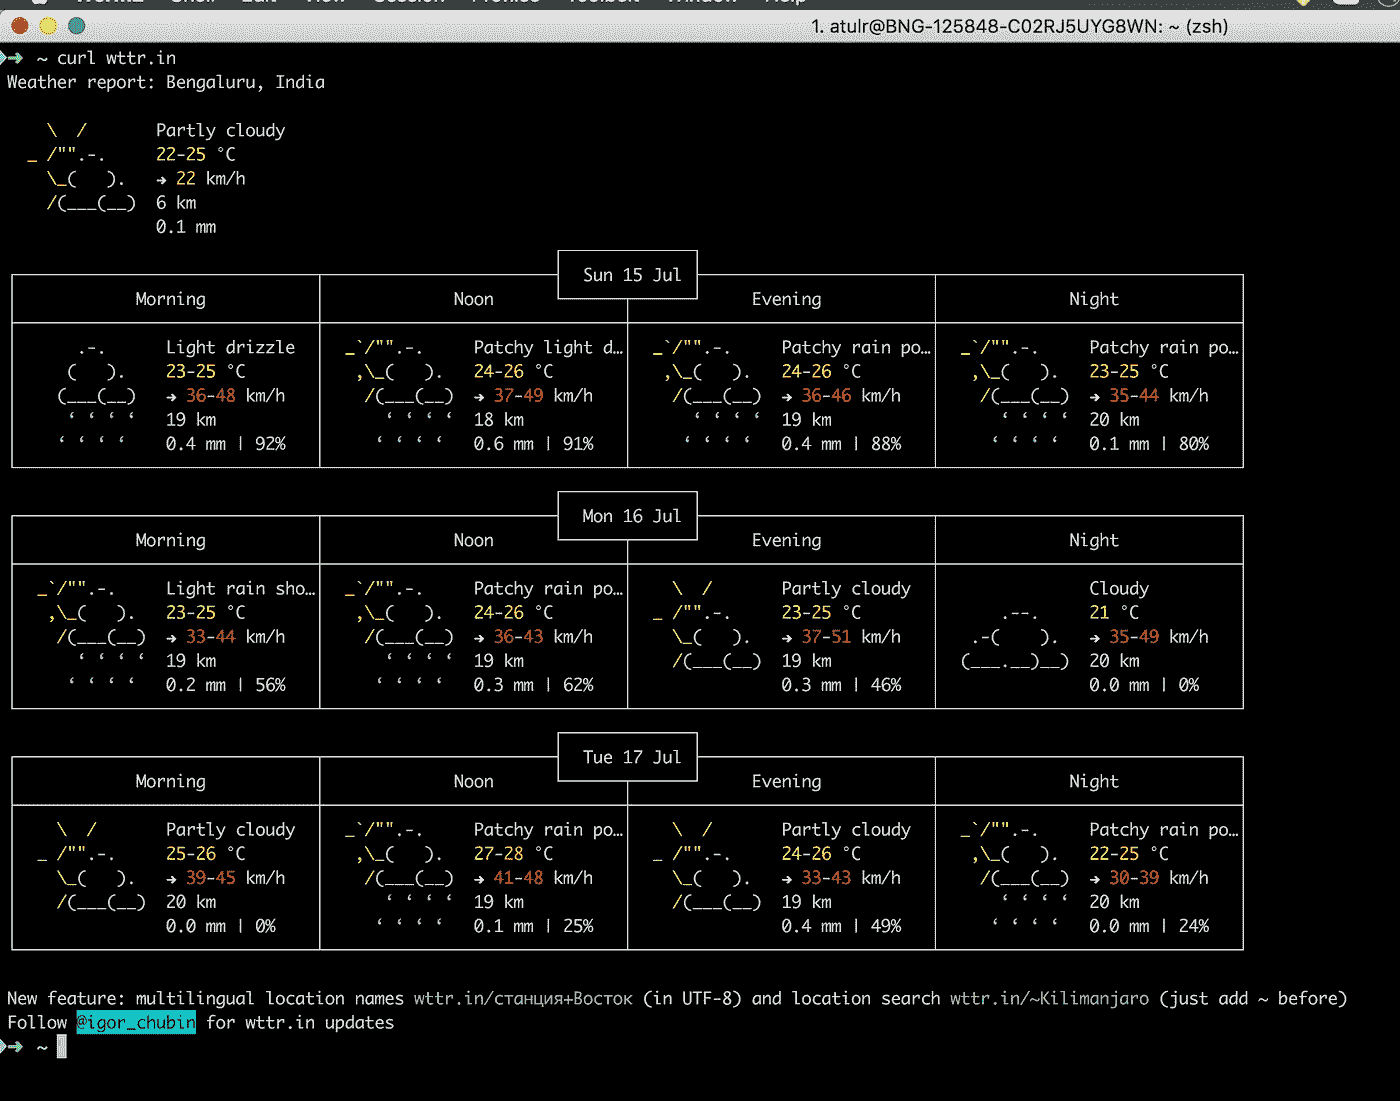 1. atulr@BNG-125848-C02RJ5UYG8WN: ~ (zsh)
~ curl wttr.in
Weather report: Bengaluru, India
Partly cloudy
22-25 °C
→ 22 km/h
6 km
0.1 mm
Sun 15 Jul
Morning Noon Evening Night
Light drizzle Patchy light d… Patchy rain po… Patchy rain po…
23-25 °C 24-26 °C 24-26 °C 23-25 °C
→ 36-48 km/h → 37-49 km/h → 36-46 km/h → 35-44 km/h
19 km 18 km 19 km 20 km
0.4 mm | 92% 0.6 mm | 91% 0.4 mm | 88% 0.1 mm | 80%
Mon 16 Jul
Morning Noon Evening Night
Light rain sho… Patchy rain po… Partly cloudy Cloudy
23-25 °C 24-26 °C 23-25 °C 21 °C
→ 33-44 km/h → 36-43 km/h → 37-51 km/h → 35-49 km/h
19 km 19 km 19 km 20 km
0.2 mm | 56% 0.3 mm | 62% 0.3 mm | 46% 0.0 mm | 0%
Tue 17 Jul
Morning Noon Evening Night
Partly cloudy Patchy rain po… Partly cloudy Patchy rain po…
25-26 °C 27-28 °C 24-26 °C 22-25 °C
→ 39-45 km/h → 41-48 km/h → 33-43 km/h → 30-39 km/h
20 km 19 km 19 km 20 km
0.0 mm | 0% 0.1 mm | 25% 0.4 mm | 49% 0.0 mm | 24%
New feature: multilingual location names wttr.in/станция+Восток (in UTF-8) and location search wttr.in/~Kilimanjaro (just add ~ before)
Follow @igor_chubin for wttr.in updates
~